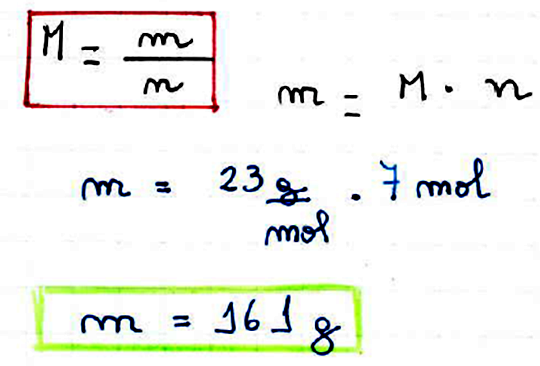 M = m/n
m = M · n
m = 23 g/mol . 7 mol
m = 161 g